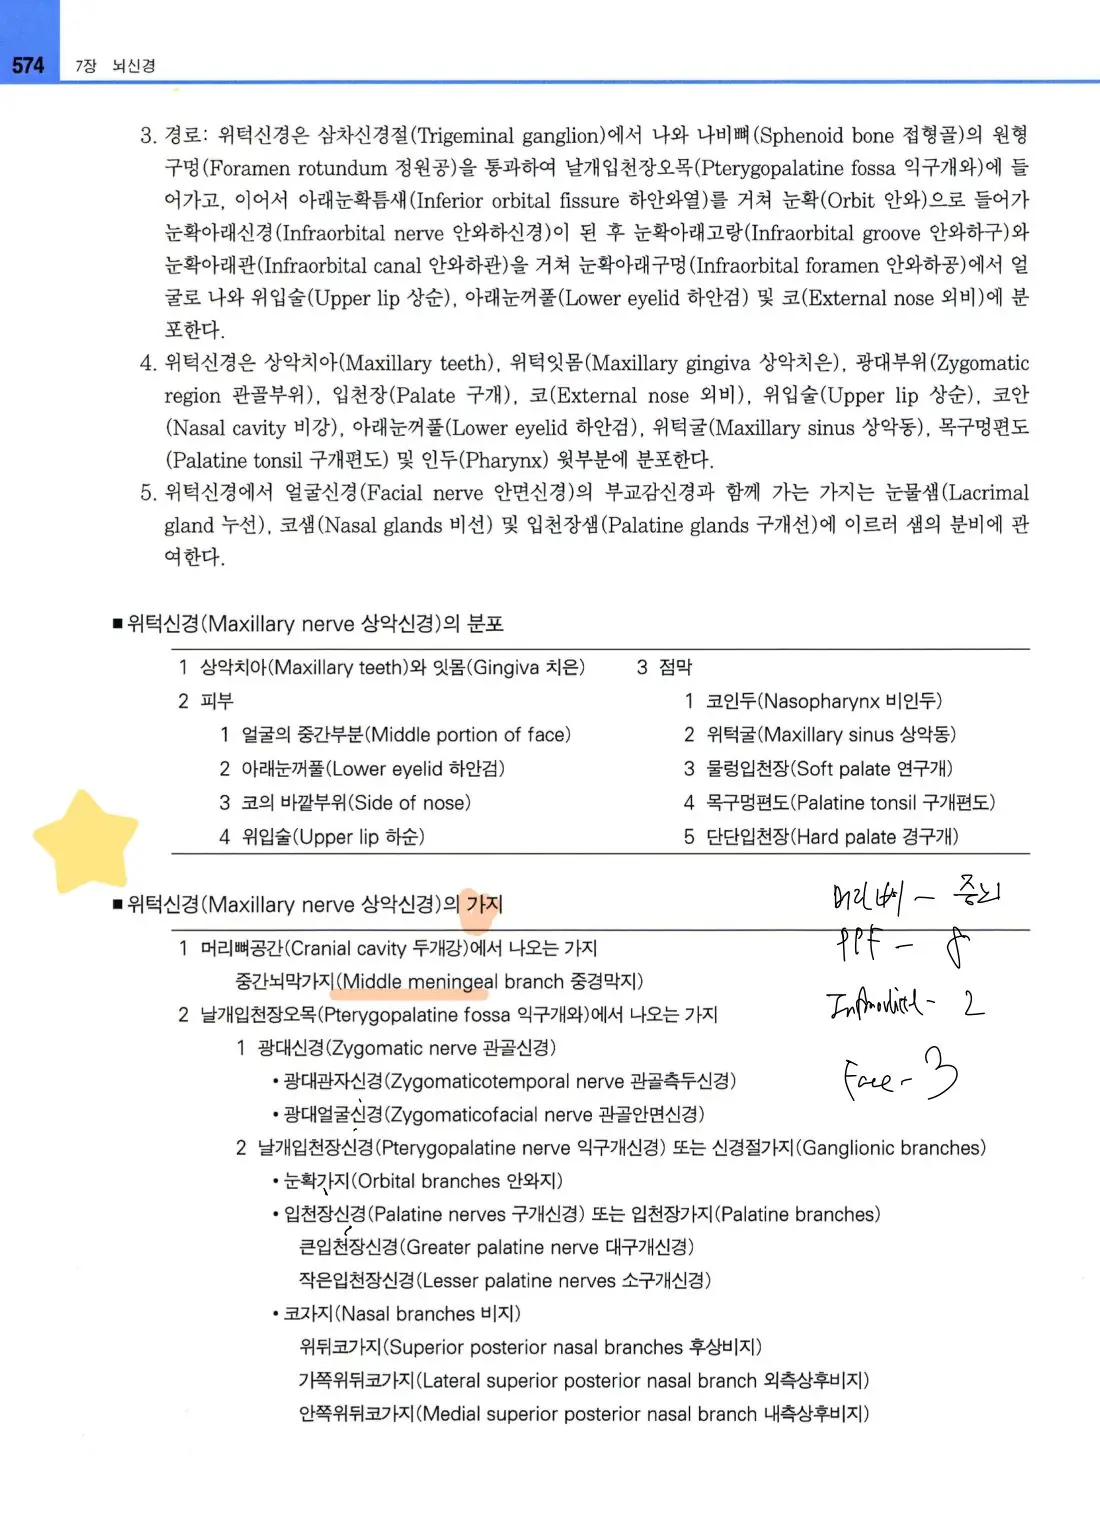 574 7장 뇌신경
3. 경로: 위턱신경은 삼차신경절(Trigeminal ganglion)에서 나와 나비뼈(Sphenoid bone 접형골)의 원형
구멍(Foramen rotundum 정원공)을 통과하여 날개입천장오목(Pterygopalatine fossa 익구개와)에 들
어가고, 이어서 아래눈확틈새(Inferior orbital fissure 하안와열)를 거쳐 눈확(Orbit 안와)으로 들어가
눈확아래신경(Infraorbital nerve 안와하신경)이 된 후 눈확아래고랑(Infraorbital groove 안와하구)와
눈확아래관(Infraorbital canal 안와하관)을 거쳐 눈확아래구멍(Infraorbital foramen 안와하공)에서 얼
굴로 나와 위입술(Upper lip 상순), 아래눈꺼풀(Lower eyelid 하안검) 및 코(External nose 외비)에 분
포한다.
4. 위턱신경은 상악치아(Maxillary teeth), 위턱잇몸(Maxillary gingiva 상악치은), 광대부위(Zygomatic
region 관골부위), 입천장(Palate 구개), 코(External nose 외비), 위입술(Upper lip 상순), 코안
(Nasal cavity 비강), 아래눈꺼풀(Lower eyelid 하안검), 위턱굴(Maxillary sinus 상악동), 목구멍편도
(Palatine tonsil 구개편도) 및 인두(Pharynx) 윗부분에 분포한다.
5. 위턱신경에서 얼굴신경(Facial nerve 안면신경)의 부교감신경과 함께 가는 가지는 눈물샘(Lacrimal
gland 누선), 코샘(Nasal glands 비선) 및 입천장샘(Palatine glands 구개선)에 이르러 샘의 분비에 관
여한다.
■ 위턱신경(Maxillary nerve 상악신경)의 분포
1 상악치아(Maxillary teeth)와 잇몸(Gingiva 치은)
2 피부
1 얼굴의 중간부분(Middle portion of face)
2 아래눈꺼풀(Lower eyelid 하안검)
3 코의 바깥부위(Side of nose)
4 위입술(Upper lip 하순)
3 점막
1 코인두(Nasopharynx 비인두)
2 위턱굴(Maxillary sinus 상악동)
3 물렁입천장(Soft palate 연구개)
4 목구멍편도(Palatine tonsil 구개편도)
5 단단입천장(Hard palate 경구개)
■ 위턱신경(Maxillary nerve 상악신경)의 가지
1 머리뼈공간(Cranial cavity 두개강)에서 나오는 가지
중간뇌막가지(Middle meningeal branch 중경막지)
2 날개입천장오목(Pterygopalatine fossa 익구개와)에서 나오는 가지
1 광대신경(Zygomatic nerve 관골신경)
• 광대관자신경(Zygomaticotemporal nerve 관골측두신경)
• 광대얼굴신경(Zygomaticofacial nerve 관골안면신경)
2 날개입천장신경(Pterygopalatine nerve 익구개신경) 또는 신경절가지(Ganglionic branches)
• 눈확가지(Orbital branches 안와지)
• 입천장신경(Palatine nerves 구개신경) 또는 입천장가지(Palatine branches)
큰입천장신경(Greater palatine nerve 대구개신경)
작은입천장신경(Lesser palatine nerves 소구개신경)
• 코가지(Nasal branches 비지)
위뒤코가지(Superior posterior nasal branches 후상비지)
가쪽위뒤코가지(Lateral superior posterior nasal branch 외측상후비지)
안쪽위뒤코가지(Medial superior posterior nasal branch 내측상후비지)
머리뼈 - 중뇌
PPF - 8
Infraorbital - 2
Face - 3